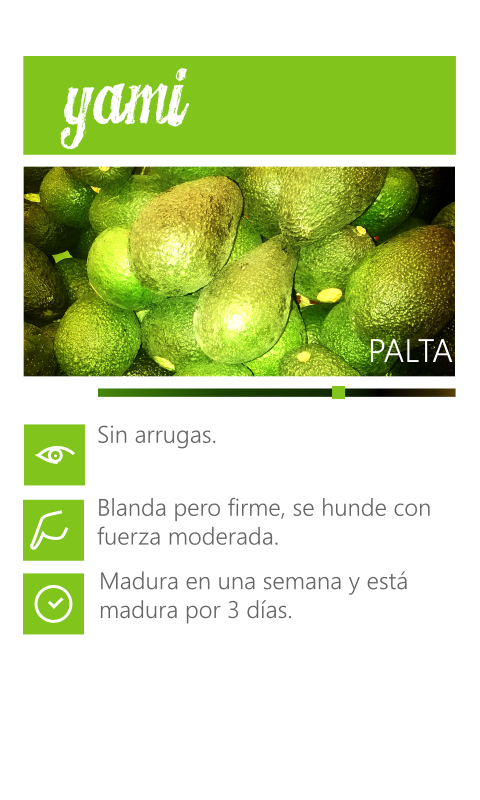 yami
PALTA
Sin arrugas.
Blanda pero firme, se hunde con
fuerza moderada.
Madura en una semana y está
madura por 3 días.